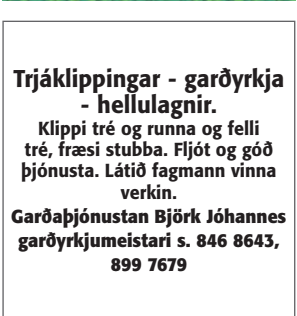 Trjáklippingar - garðyrkja
- hellulagnir.
Klippi tré og runna og felli
tré, fræsi stubba. Fljót og góð
þjónusta. Látið fagmann vinna
verkin.
Garðaþjónustan Björk Jóhannes
garðyrkjumeistari s. 846 8643,
899 7679